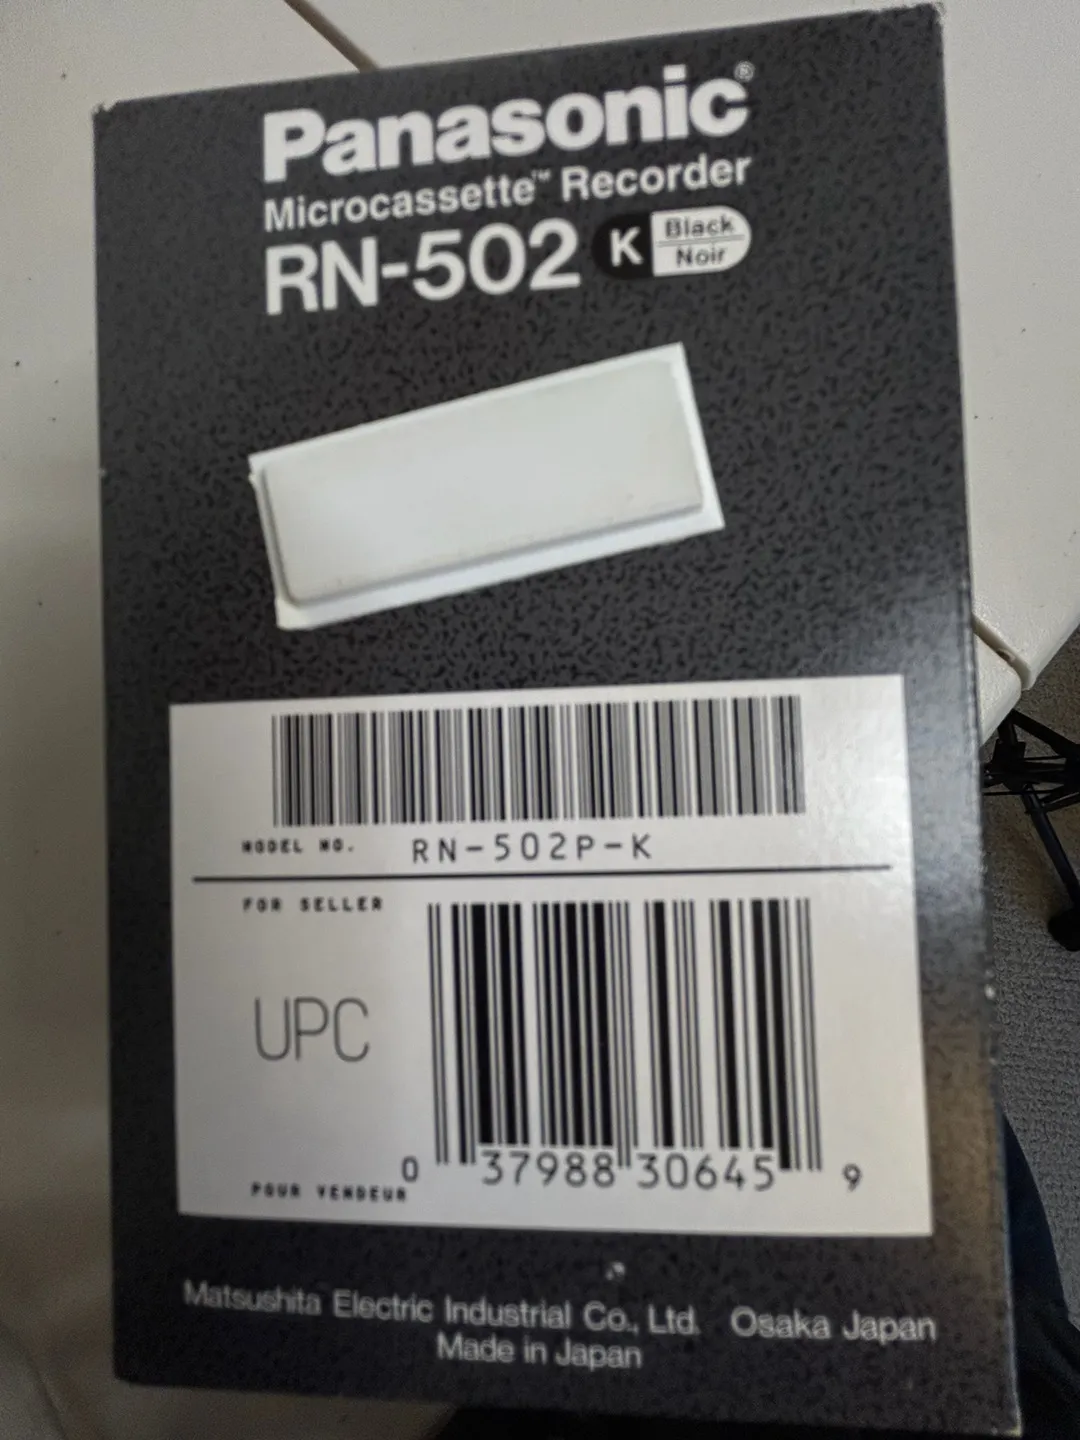 Panasonic®
Microcassette™ Recorder
RN-502 K Black
Noir
MODEL NO. RN-502P-K
FOR SELLER
UPC
POUR VENDEUR
0 37988 30645 9
Matsushita Electric Industrial Co., Ltd. Osaka Japan
Made in Japan